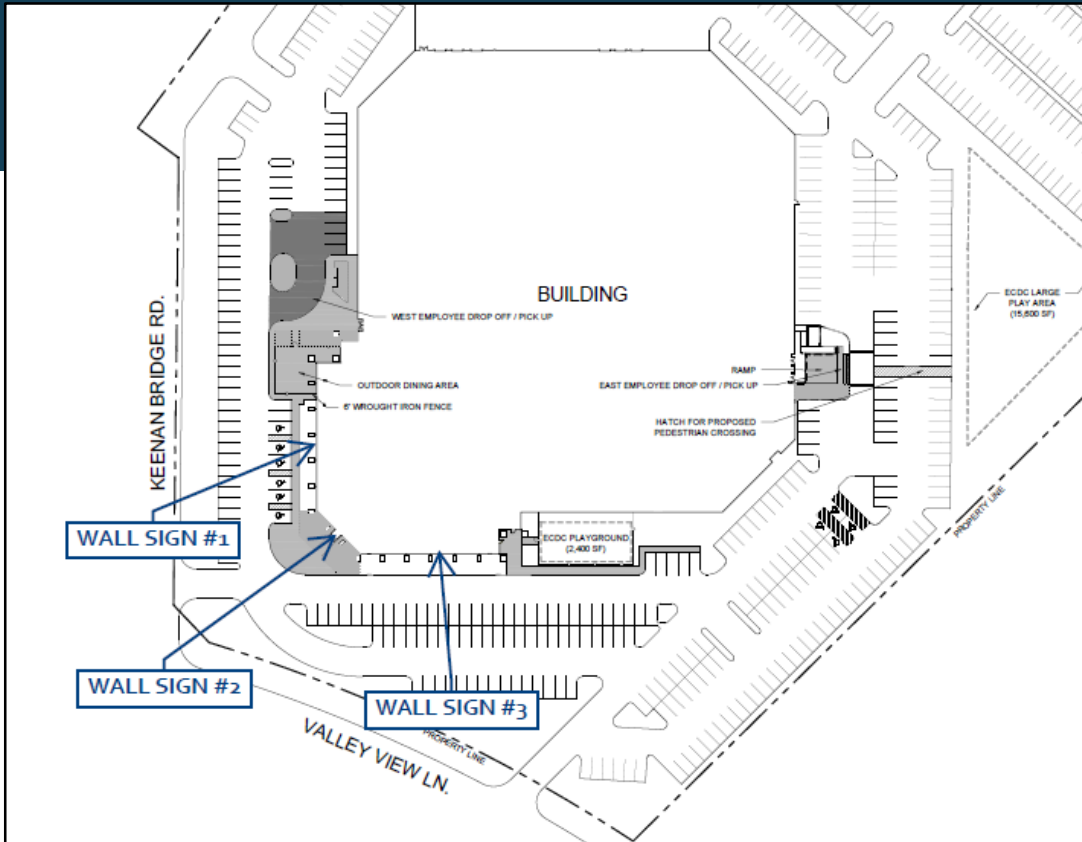 BUILDING
WEST EMPLOYEE DROP OFF / PICK UP
ECDC LARGE
PLAY AREA
(15,600 SF)
KEENAN BRIDGE RD.
OUTDOOR DINING AREA
6' WROUGHT IRON FENCE
RAMP
EAST EMPLOYEE DROP OFF / PICK UP
HATCH FOR PROPOSED
PEDESTRIAN CROSSING
WALL SIGN #1
ECDC PLAYGROUND
(2,400 SF)
PROPERTY LINE
WALL SIGN #2
WALL SIGN #3
VALLEY VIEW LN.
PROPERTY LINE